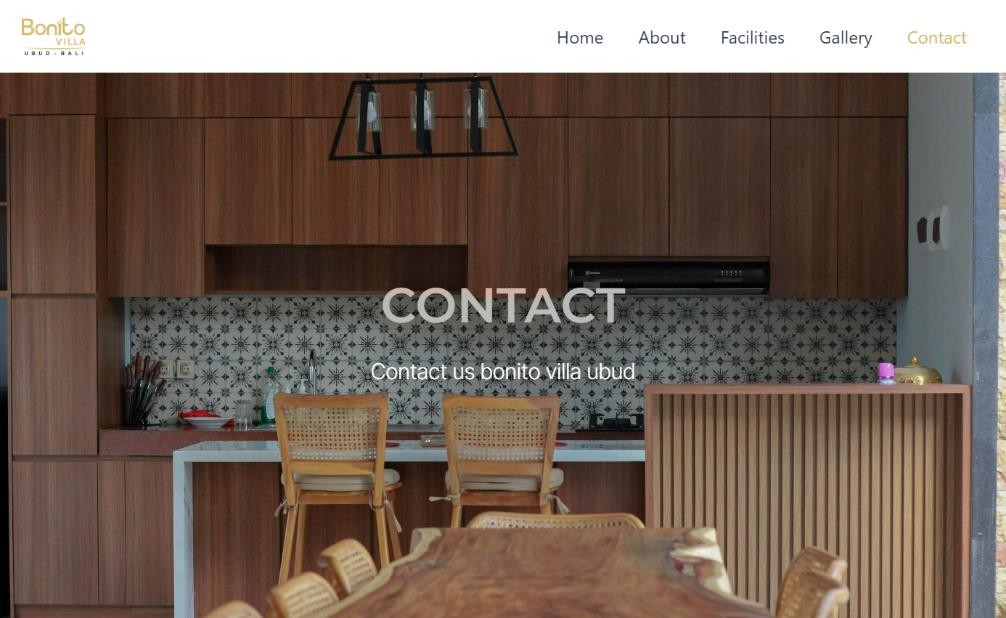 Bonito
VILLA
UBUD - BALI
Home About Facilities Gallery Contact
CONTACT
Contact us bonito villa ubud